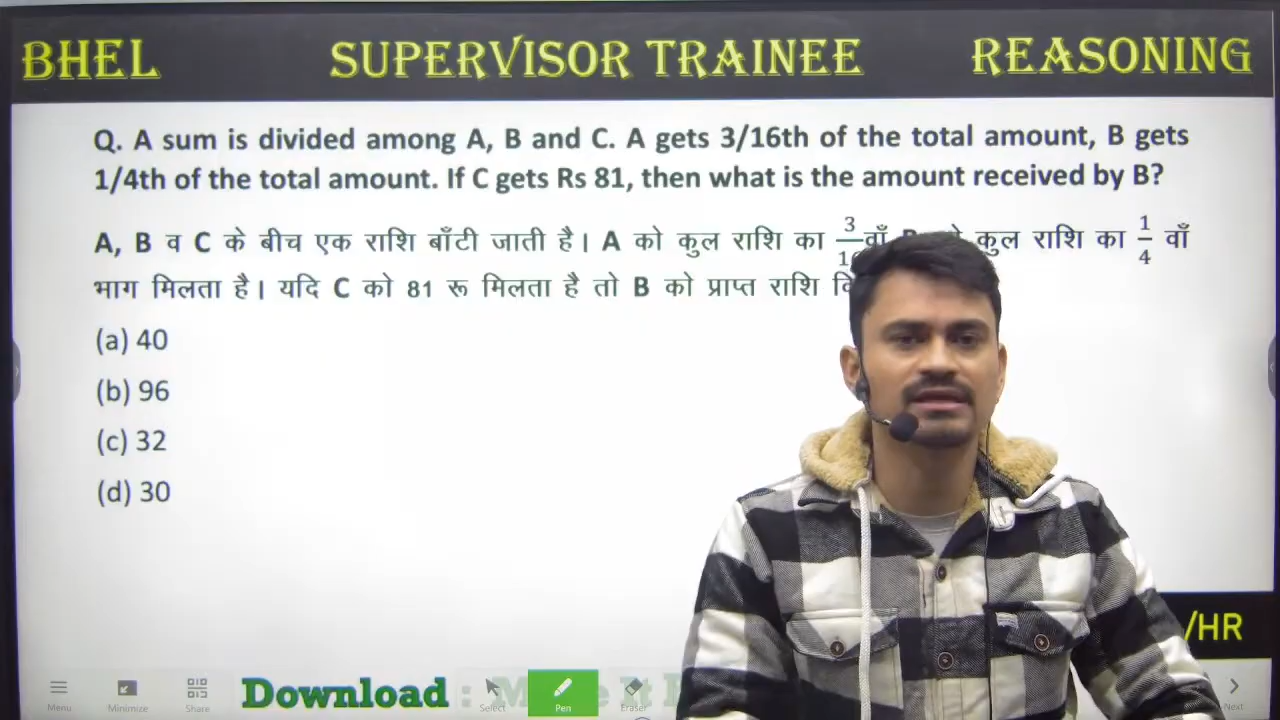 BHEL SUPERVISOR TRAINEE REASONING
Q. A sum is divided among A, B and C. A gets 3/16th of the total amount, B gets
1/4th of the total amount. If C gets Rs 81, then what is the amount received by B?
A, B व C के बीच एक राशि बाँटी जाती है। A को कुल राशि का 3/1 वाँ कुल राशि का 1/4 वाँ
भाग मिलता है। यदि C को 81 रू मिलता है तो B को प्राप्त राशि
(a) 40
(b) 96
(c) 32
(d) 30
/HR
Download :
Menu Minimize Share Select Pen Eraser Next